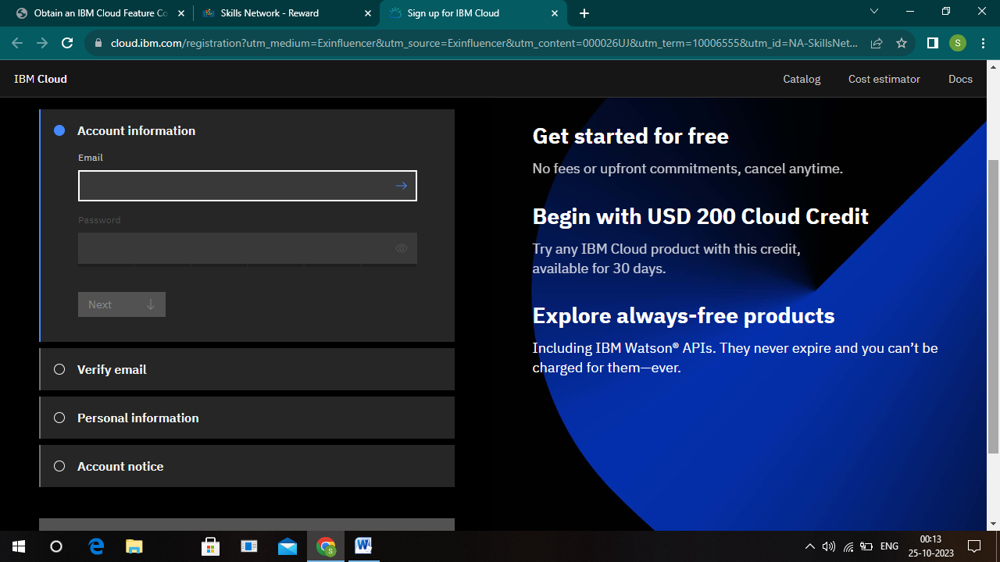 Obtain an IBM Cloud Feature Co
Skills Network - Reward
Sign up for IBM Cloud
cloud.ibm.com/registration?utm_medium=Exinfluencer&utm_source=Exinfluencer&utm_content=000026UJ&utm_term=10006555&utm_id=NA-SkillsNet...
S
IBM Cloud
Catalog
Cost estimator
Docs
Account information
Email
Password
Next
Verify email
Personal information
Account notice
Get started for free
No fees or upfront commitments, cancel anytime.
Begin with USD 200 Cloud Credit
Try any IBM Cloud product with this credit,
available for 30 days.
Explore always-free products
Including IBM Watson® APIs. They never expire and you can’t be
charged for them—ever.
S
W
ENG
00:13
25-10-2023